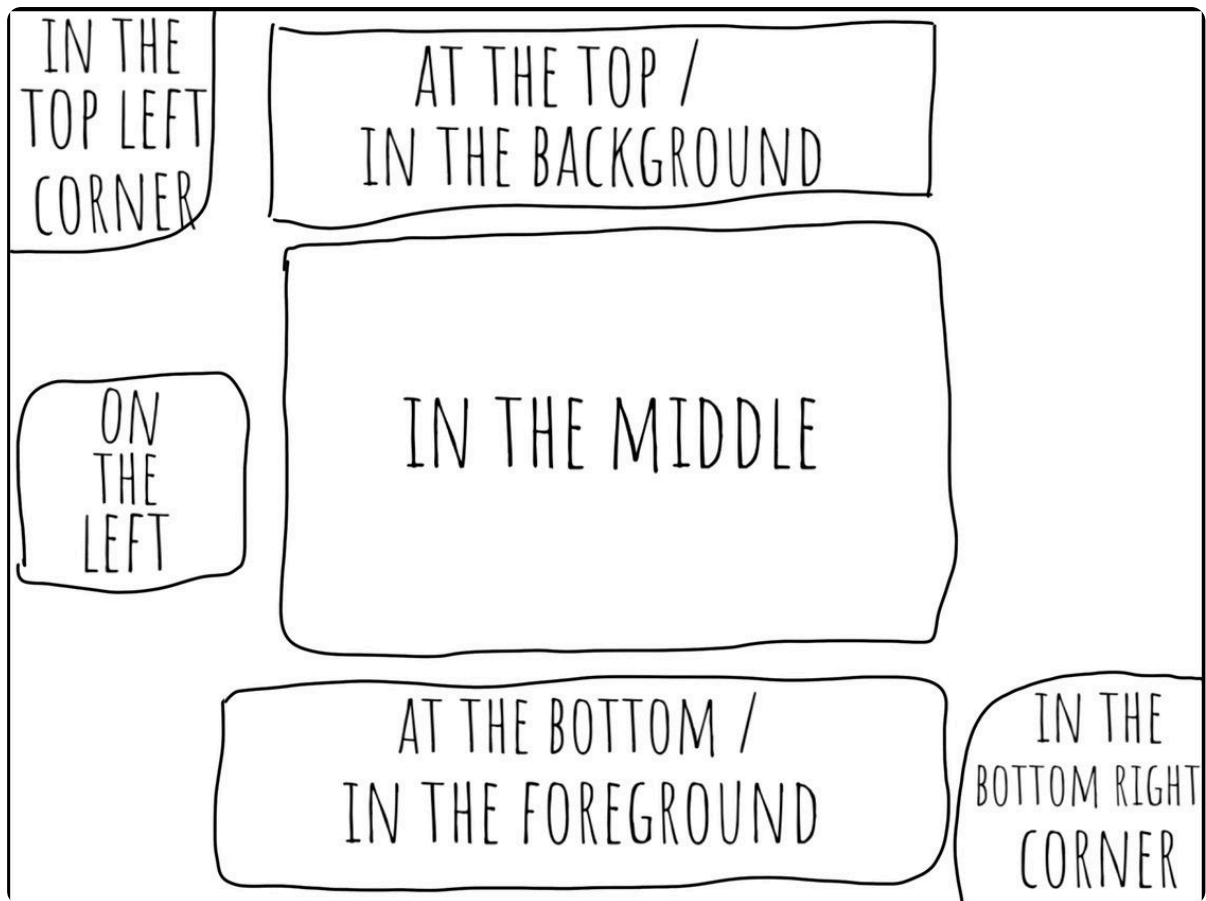 IN THE
TOP LEFT
CORNER
AT THE TOP /
IN THE BACKGROUND
ON
THE
LEFT
IN THE MIDDLE
AT THE BOTTOM /
IN THE FOREGROUND
IN THE
BOTTOM RIGHT
CORNER